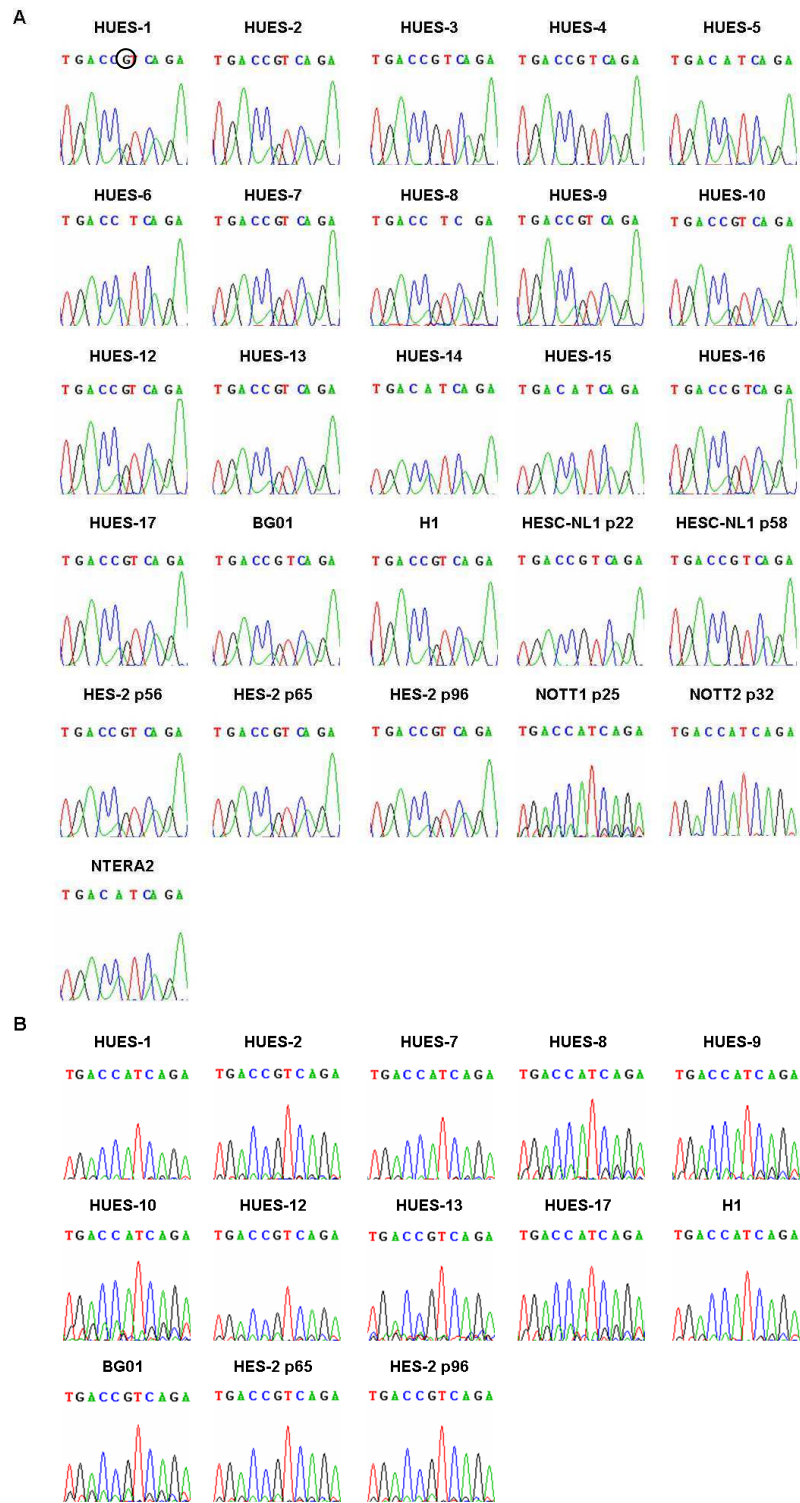 A
HUES-1 HUES-2 HUES-3 HUES-4 HUES-5
TGACCGTCAGA TGACCGTCAGA TGACCGTCAGA TGACCGTCAGA TGACATCAGA
HUES-6 HUES-7 HUES-8 HUES-9 HUES-10
TGACC TCAGA TGACCGTCAGA TGACC TC GA TGACCGTCAGA TGACCGTCAGA
HUES-12 HUES-13 HUES-14 HUES-15 HUES-16
TGACCGTCAGA TGACCGTCAGA TGACATCAGA TGACATCAGA TGACCGTCAGA
HUES-17 BG01 H1 HESC-NL1 p22 HESC-NL1 p58
TGACCGTCAGA TGACCGTCAGA TGACCGTCAGA TGACCGTCAGA TGACCGTCAGA
HES-2 p56 HES-2 p65 HES-2 p96 NOTT1 p25 NOTT2 p32
TGACCGTCAGA TGACCGTCAGA TGACCGTCAGA TGACCATCAGA TGACCATCAGA
NTERA2
TGACATCAGA
B
HUES-1 HUES-2 HUES-7 HUES-8 HUES-9
TGACCATCAGA TGACCGTCAGA TGACCATCAGA TGACCATCAGA TGACCATCAGA
HUES-10 HUES-12 HUES-13 HUES-17 H1
TGACCATCAGA TGACCGTCAGA TGACCGTCAGA TGACCATCAGA TGACCATCAGA
BG01 HES-2 p65 HES-2 p96
TGACCGTCAGA TGACCGTCAGA TGACCGTCAGA